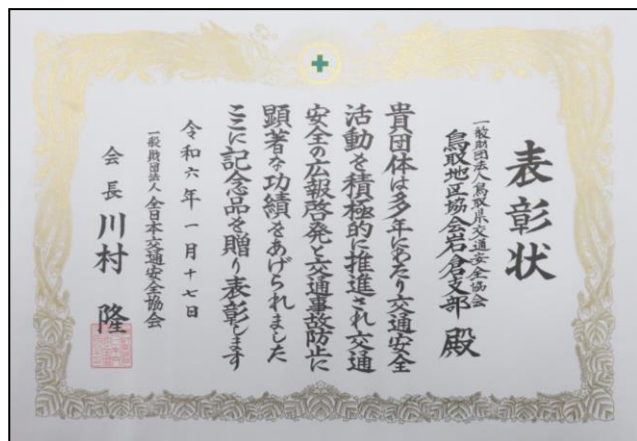 表彰状
一般財団法人鳥取県交通安全協会
鳥取地区協会岩倉支部 殿
貴団体は多年にわたり交通安全
活動を積極的に推進され交通
安全の広報啓発と交通事故防止に
顕著な功績をあげられました
ここに記念品を贈り表彰します
令和六年一月十七日
一般財団法人 全日本交通安全協会
会長 川村 隆